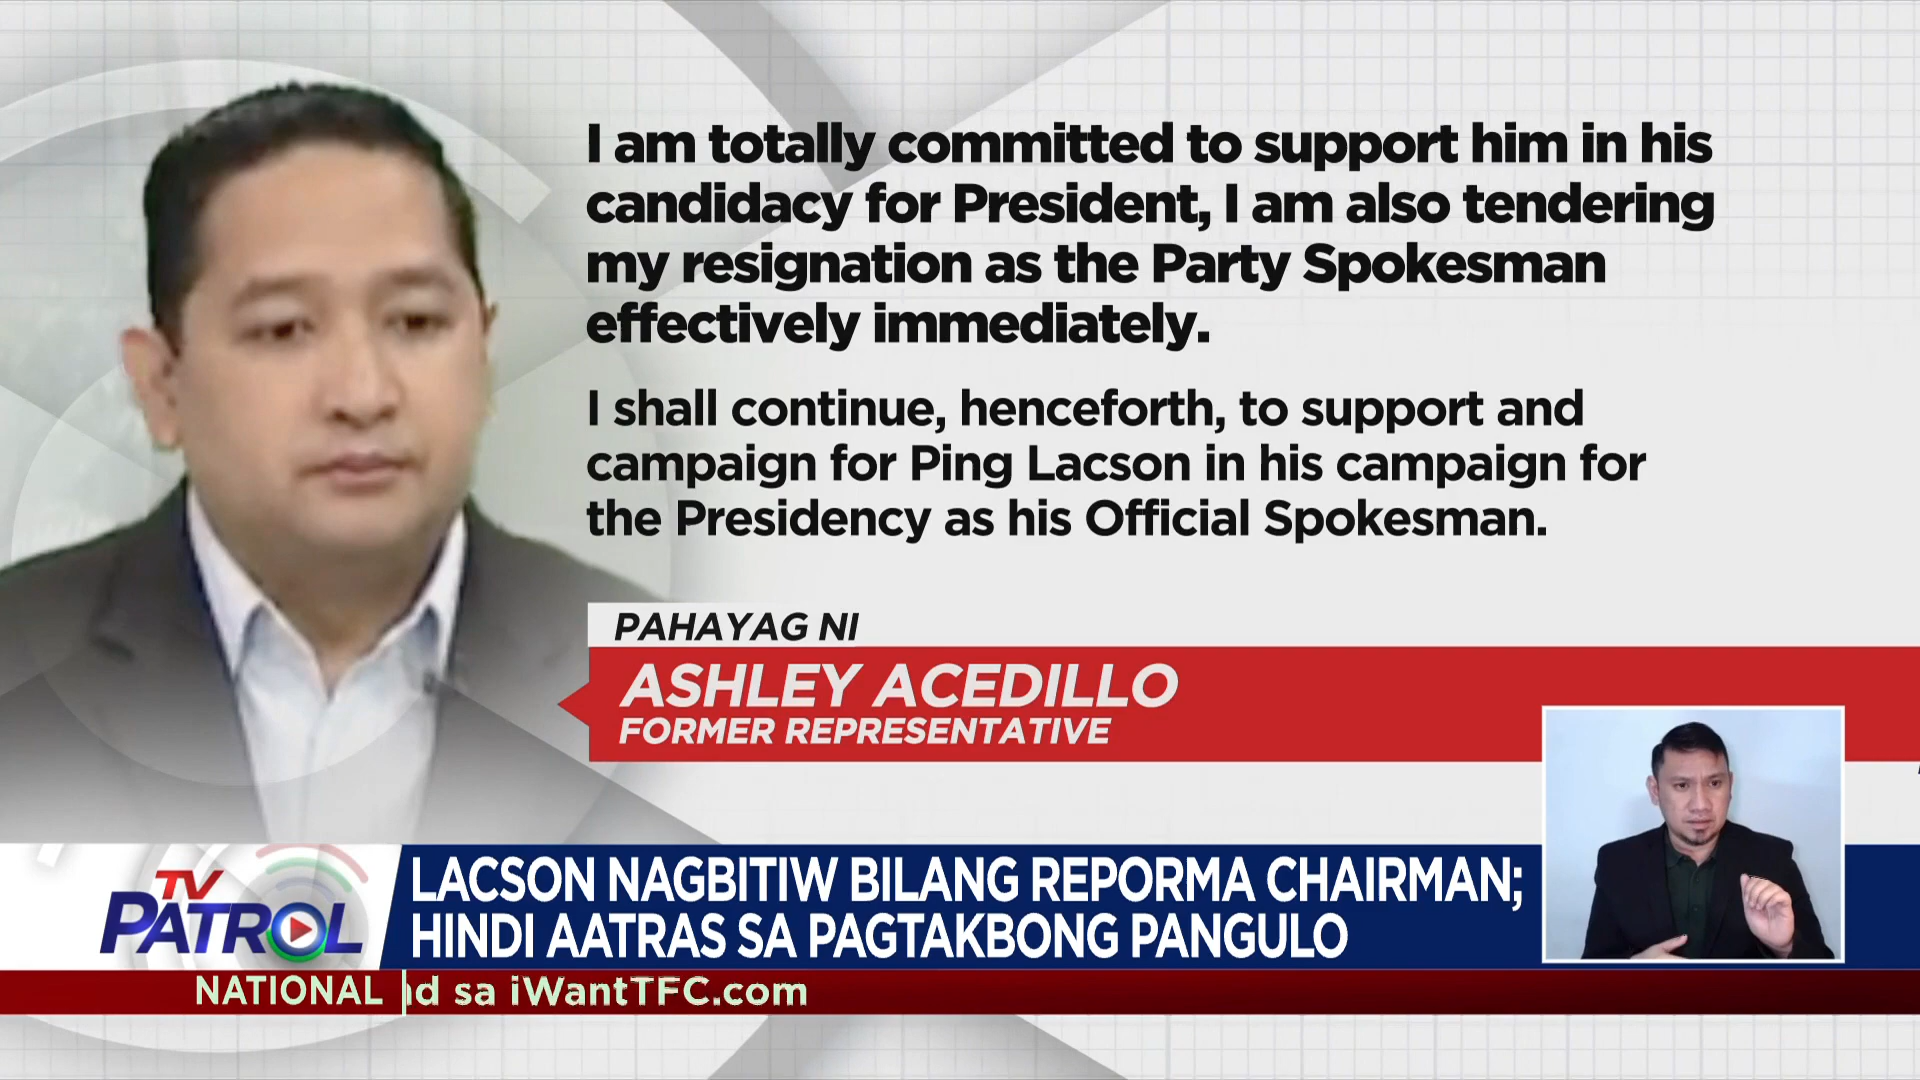 I am totally committed to support him in his
candidacy for President, I am also tendering
my resignation as the Party Spokesman
effectively immediately.
I shall continue, henceforth, to support and
campaign for Ping Lacson in his campaign for
the Presidency as his Official Spokesman.
PAHAYAG NI
ASHLEY ACEDILLO
FORMER REPRESENTATIVE
TV
PATROL
LACSON NAGBITIW BILANG REPORMA CHAIRMAN;
HINDI AATRAS SA PAGTAKBONG PANGULO
NATIONAL
sa iWantTFC.com